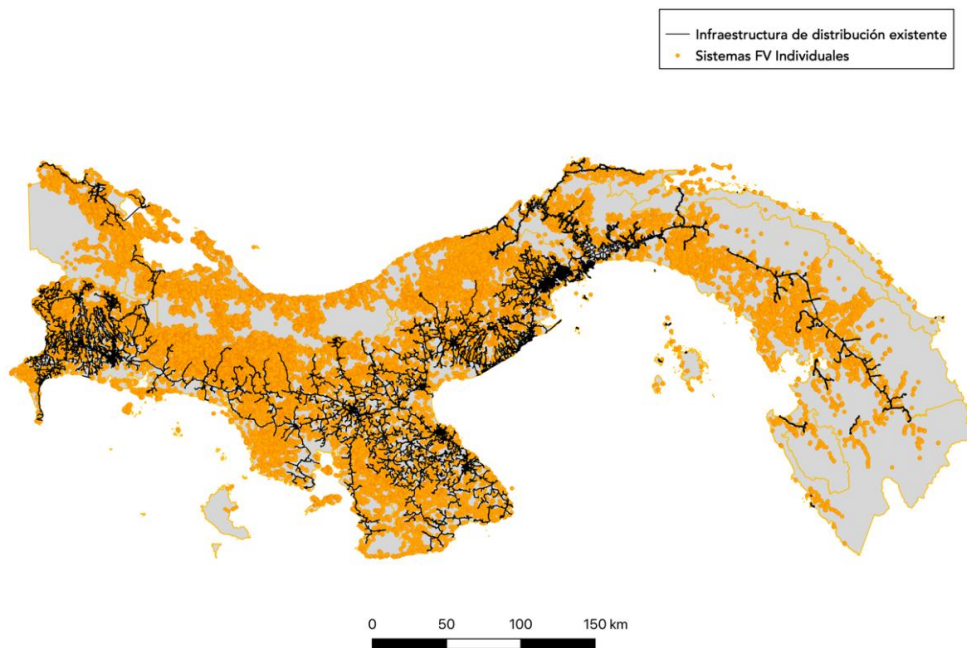 Infraestructura de distribución existente
Sistemas FV Individuales
0 50 100 150 km